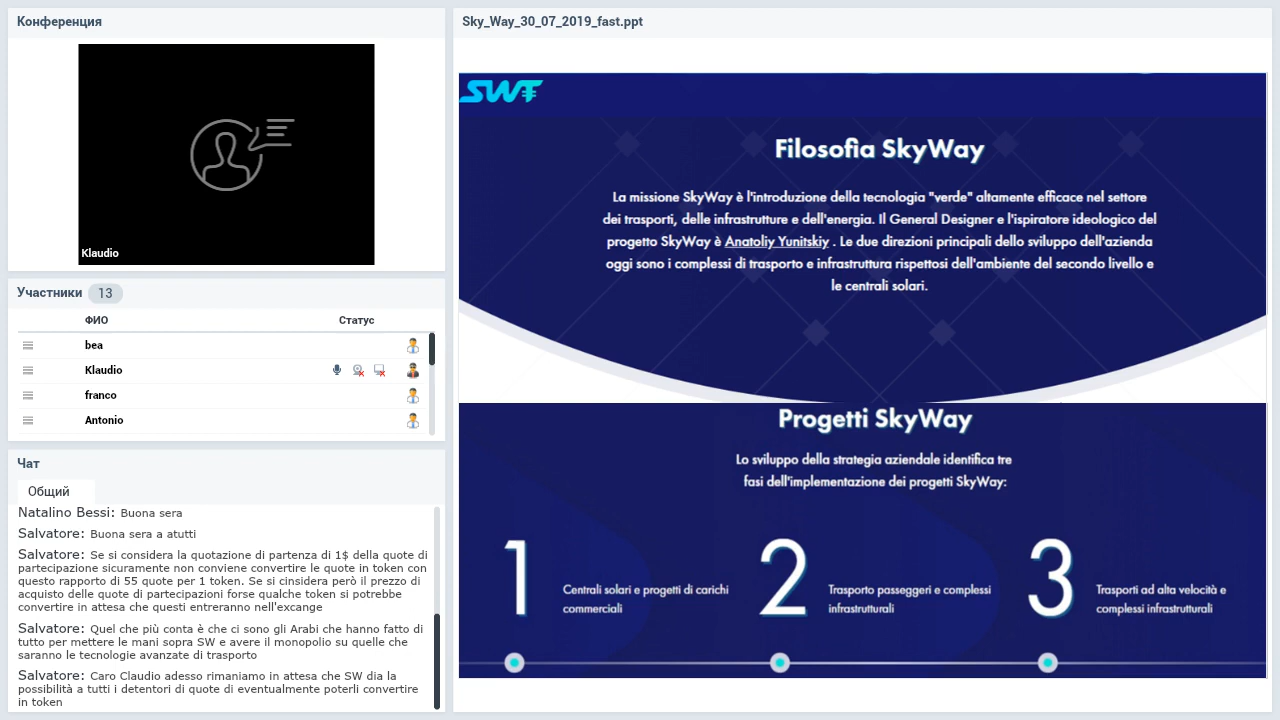 Конференция
Klaudio
Участники 13
ФИО Статус
bea
Klaudio
franco
Antonio
Чат
Общий
Natalino Bessi: Buona sera
Salvatore: Buona sera a atutti
Salvatore: Se si considera la quotazione di partenza di 1$ della quote di
partecipazione sicuramente non conviene convertire le quote in token con
questo rapporto di 55 quote per 1 token. Se si cinsidera però il prezzo di
acquisto delle quote di partecipazioni forse qualche token si potrebbe
convertire in attesa che questi entreranno nell'excange
Salvatore: Quel che più conta è che ci sono gli Arabi che hanno fatto di
tutto per mettere le mani sopra SW e avere il monopolio su quelle che
saranno le tecnologie avanzate di trasporto
Salvatore: Caro Claudio adesso rimaniamo in attesa che SW dia la
possibilità a tutti i detentori di quote di eventualmente poterli convertire
in token
Sky_Way_30_07_2019_fast.ppt
SWT
Filosofia SkyWay
La missione SkyWay è l'introduzione della tecnologia "verde" altamente efficace nel settore
dei trasporti, delle infrastrutture e dell'energia. Il General Designer e l'ispiratore ideologico del
progetto SkyWay è Anatoliy Yunitskiy . Le due direzioni principali dello sviluppo dell'azienda
oggi sono i complessi di trasporto e infrastruttura rispettosi dell'ambiente del secondo livello e
le centrali solari.
Progetti SkyWay
Lo sviluppo della strategia aziendale identifica tre
fasi dell'implementazione dei progetti SkyWay:
1
Centrali solari e progetti di carichi
commerciali
2
Trasporto passeggeri e complessi
infrastrutturali
3
Trasporti ad alta velocità e
complessi infrastrutturali